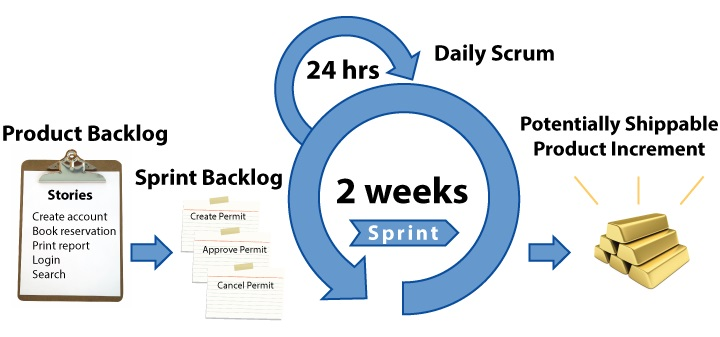 24 hrs
Daily Scrum
Product Backlog
Stories
Create account
Book reservation
Print report
Login
Search
Sprint Backlog
Create Permit
Approve Permit
Cancel Permit
2 weeks
Sprint
Potentially Shippable
Product Increment